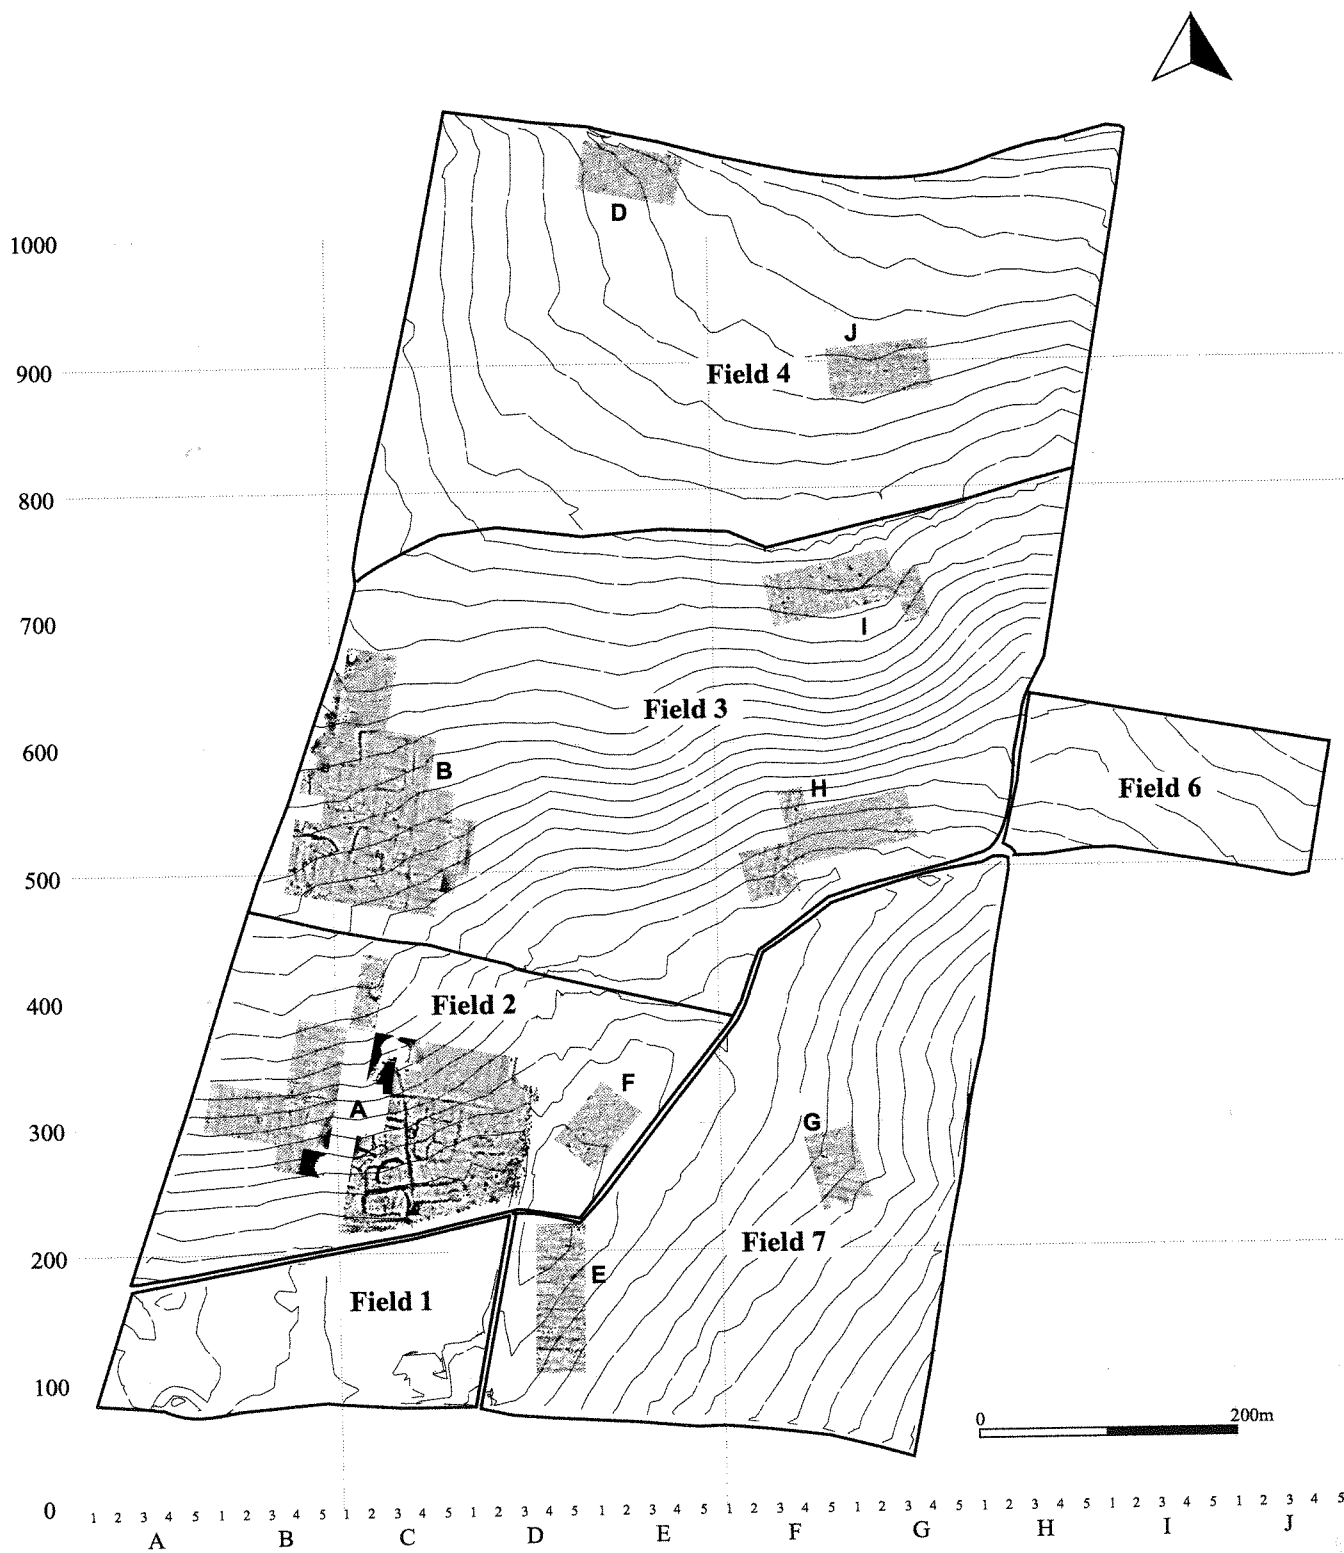 D
1000
J
900
Field 4
800
700
I
Field 3
600
B
Field 6
H
500
400
Field 2
F
A
300
G
Field 7
200
E
Field 1
100
0 200m
0
1 2 3 4 5 1 2 3 4 5 1 2 3 4 5 1 2 3 4 5 1 2 3 4 5 1 2 3 4 5 1 2 3 4 5 1 2 3 4 5 1 2 3 4 5 1 2 3 4 5
A B C D E F G H I J